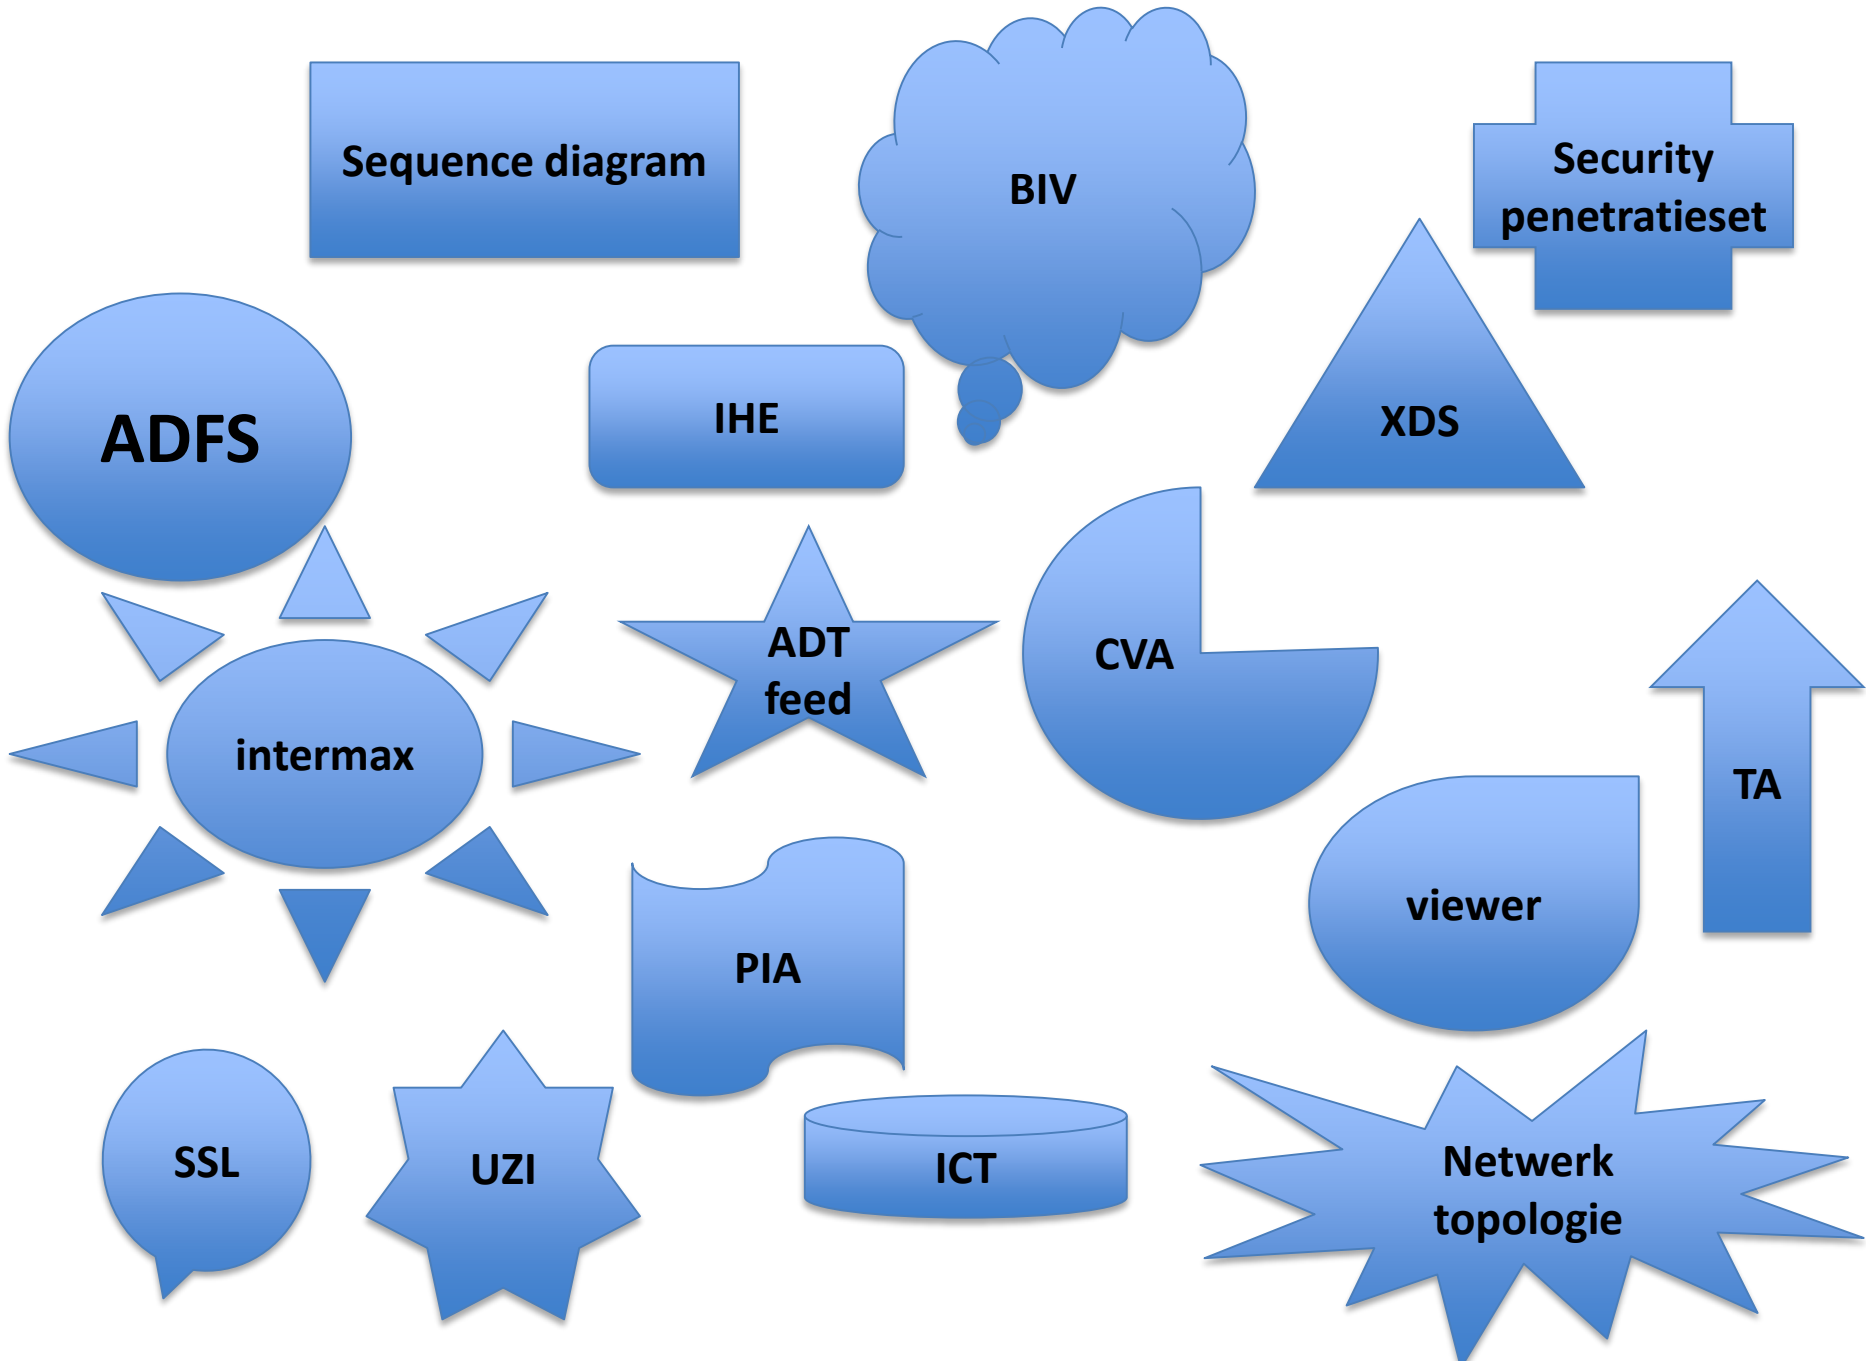 Sequence diagram
BIV
Security
penetratieset
ADFS
IHE
XDS
ADT
feed
CVA
intermax
TA
viewer
PIA
SSL
UZI
ICT
Netwerk
topologie